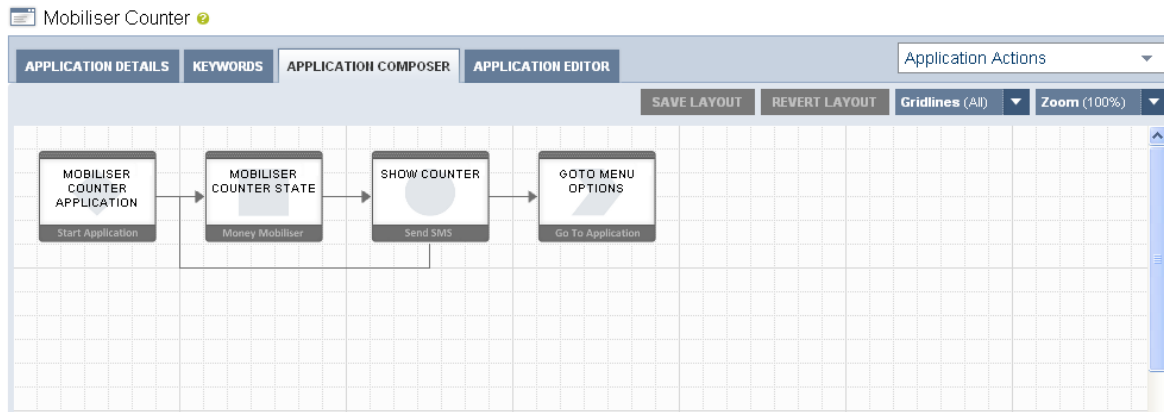 Mobiliser Counter
APPLICATION DETAILS KEYWORDS APPLICATION COMPOSER APPLICATION EDITOR Application Actions
SAVE LAYOUT REVERT LAYOUT Gridlines (All) Zoom (100%)
MOBILISER
COUNTER
APPLICATION
Start Application
MOBILISER
COUNTER STATE
Money Mobiliser
SHOW COUNTER
Send SMS
GOTO MENU
OPTIONS
Go To Application